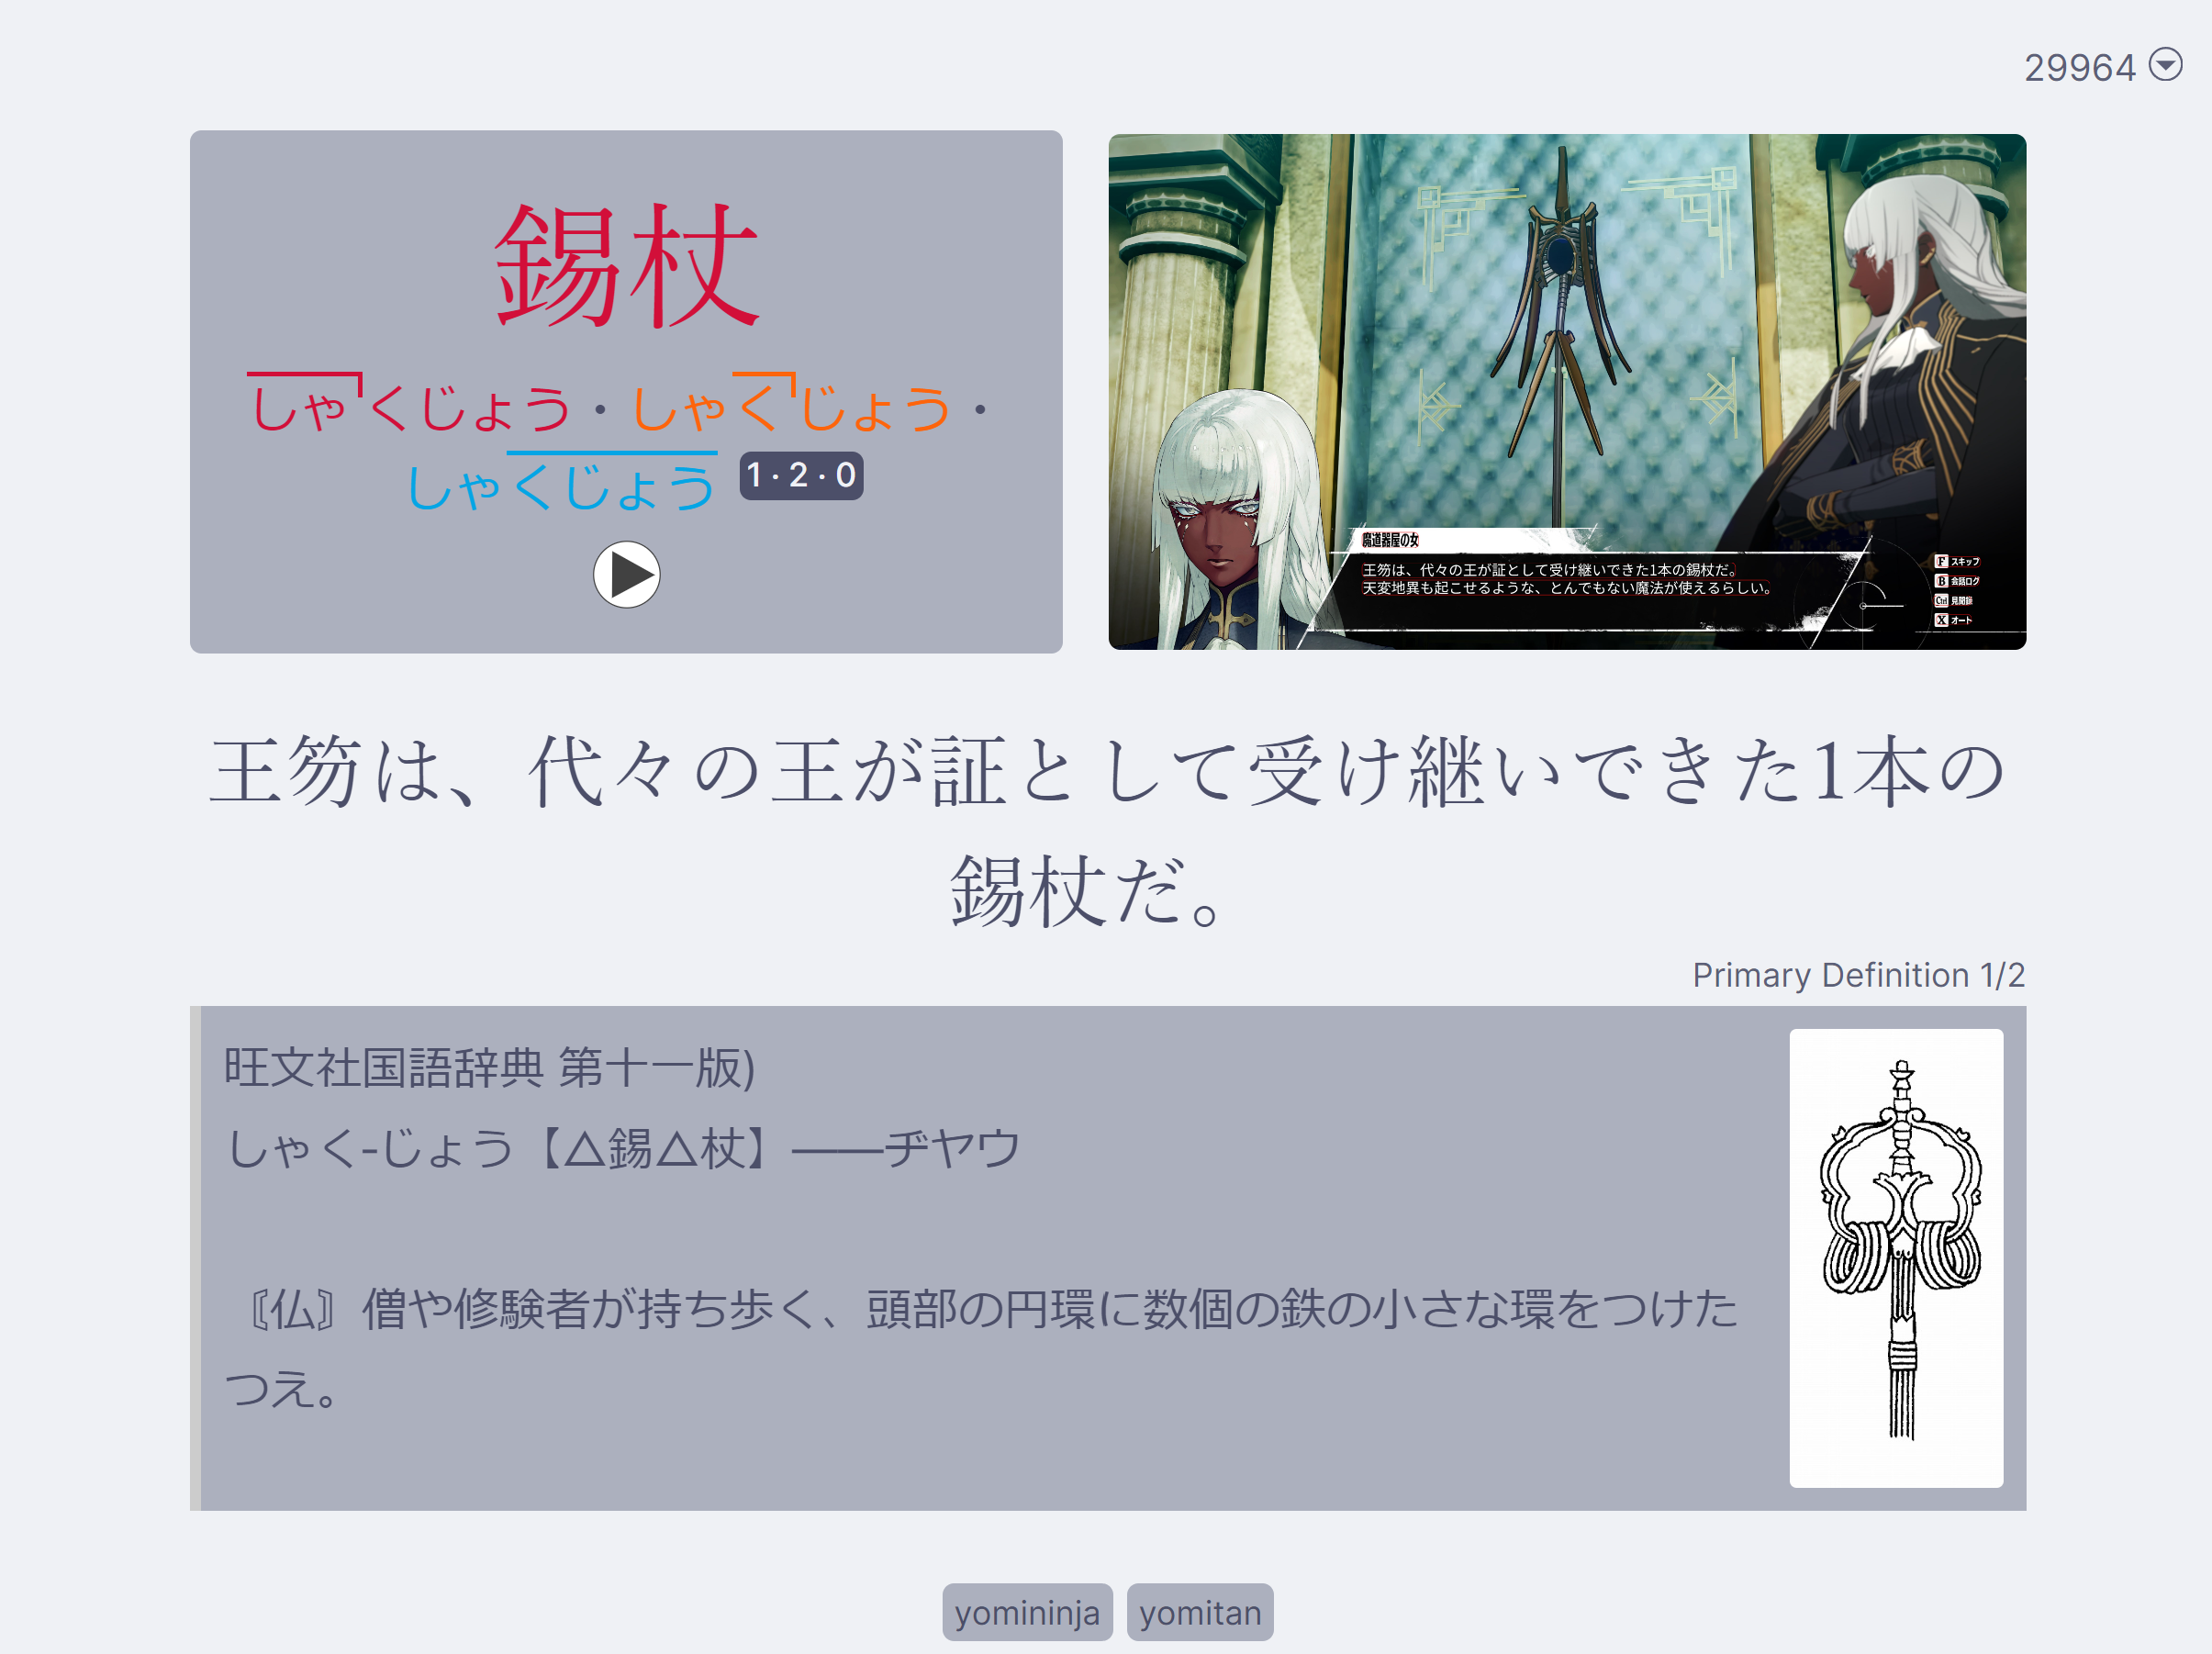 29964
錫杖
しゃくじょう・しゃくじょう・
しゃくじょう 1・2・0
魔道器屋の女
王笏は、代々の王が証として受け継いできた1本の錫杖だ。
天変地異も起こせるような、とんでもない魔法が使えるらしい。
F スキップ
B 会話ログ
Ctrl 見聞録
X オート
王笏は、代々の王が証として受け継いできた1本の
錫杖だ。
Primary Definition 1/2
旺文社国語辞典 第十一版)
しゃく-じょう【△錫△杖】――ヂヤウ
〘仏〙僧や修験者が持ち歩く、頭部の円環に数個の鉄の小さな環をつけた
つえ。
yomininja yomitan